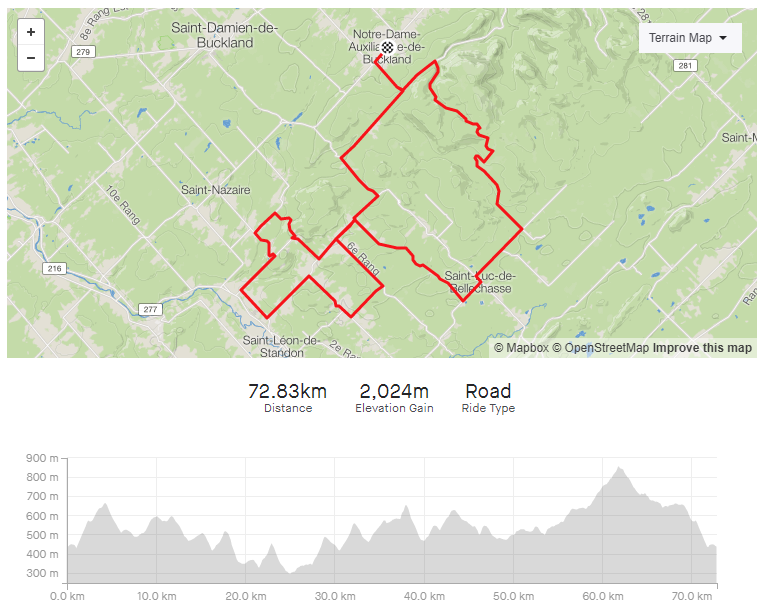 +
−
8e Rang Es
279
Saint-Damien-de-
Buckland
Notre-Dame-
Auxilia e-de-
Buckland
28
Terrain Map
281
Saint-M
Saint-Nazaire
10e Rang
6e Rang
216
277
Saint-Luc-de-
Bellechasse
Ran
Saint-Léon-de-
Standon
2e Ra
© Mapbox © OpenStreetMap Improve this map
72.83km 2,024m Road
Distance Elevation Gain Ride Type
900 m
800 m
700 m
600 m
500 m
400 m
300 m
0.0 km 10.0 km 20.0 km 30.0 km 40.0 km 50.0 km 60.0 km 70.0 km